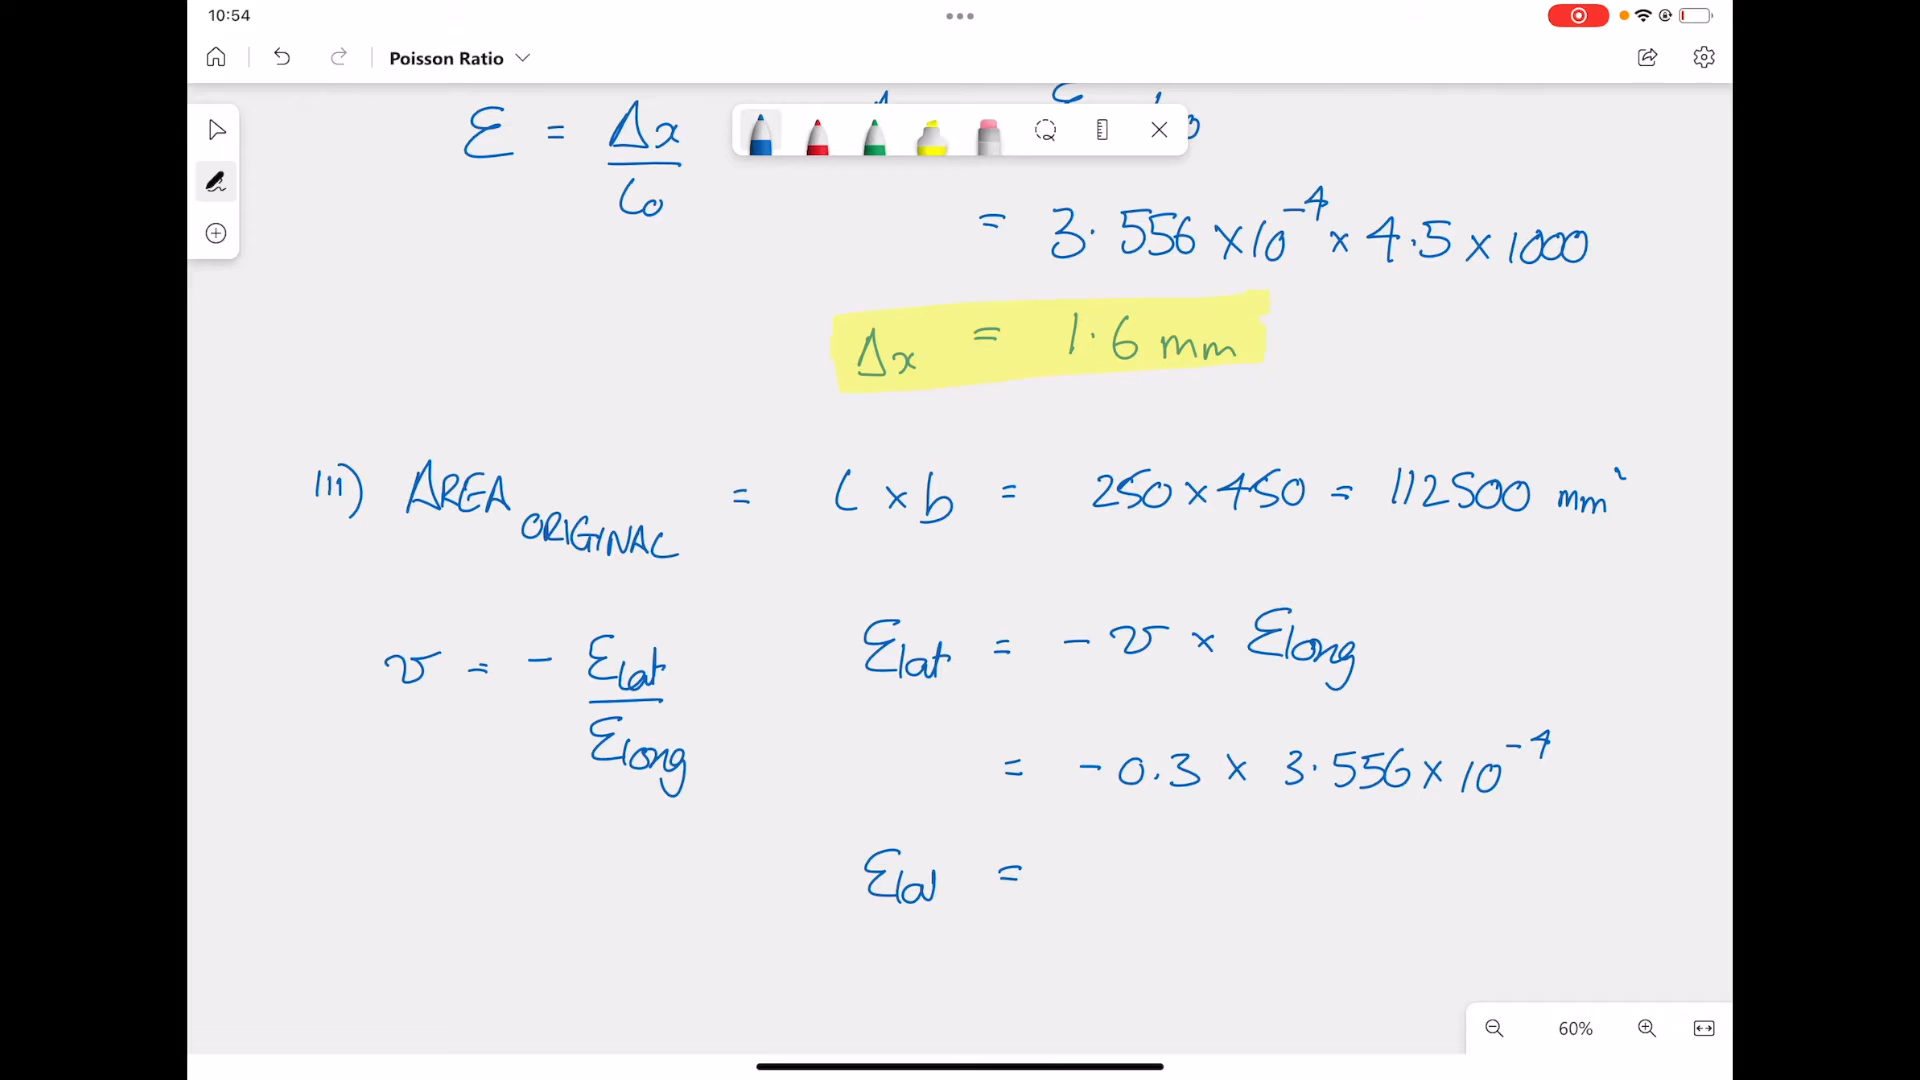 10:54
Poisson Ratio
ε = Δx / Lo
= 3.556 x 10⁻⁴ x 4.5 x 1000
Δx = 1.6 mm
III) AREA ORIGINAL = L x b = 250 x 450 = 112500 mm²
ν = - εlat / εlong
εlat = - ν x εlong
= - 0.3 x 3.556 x 10⁻⁴
εlat =
60%